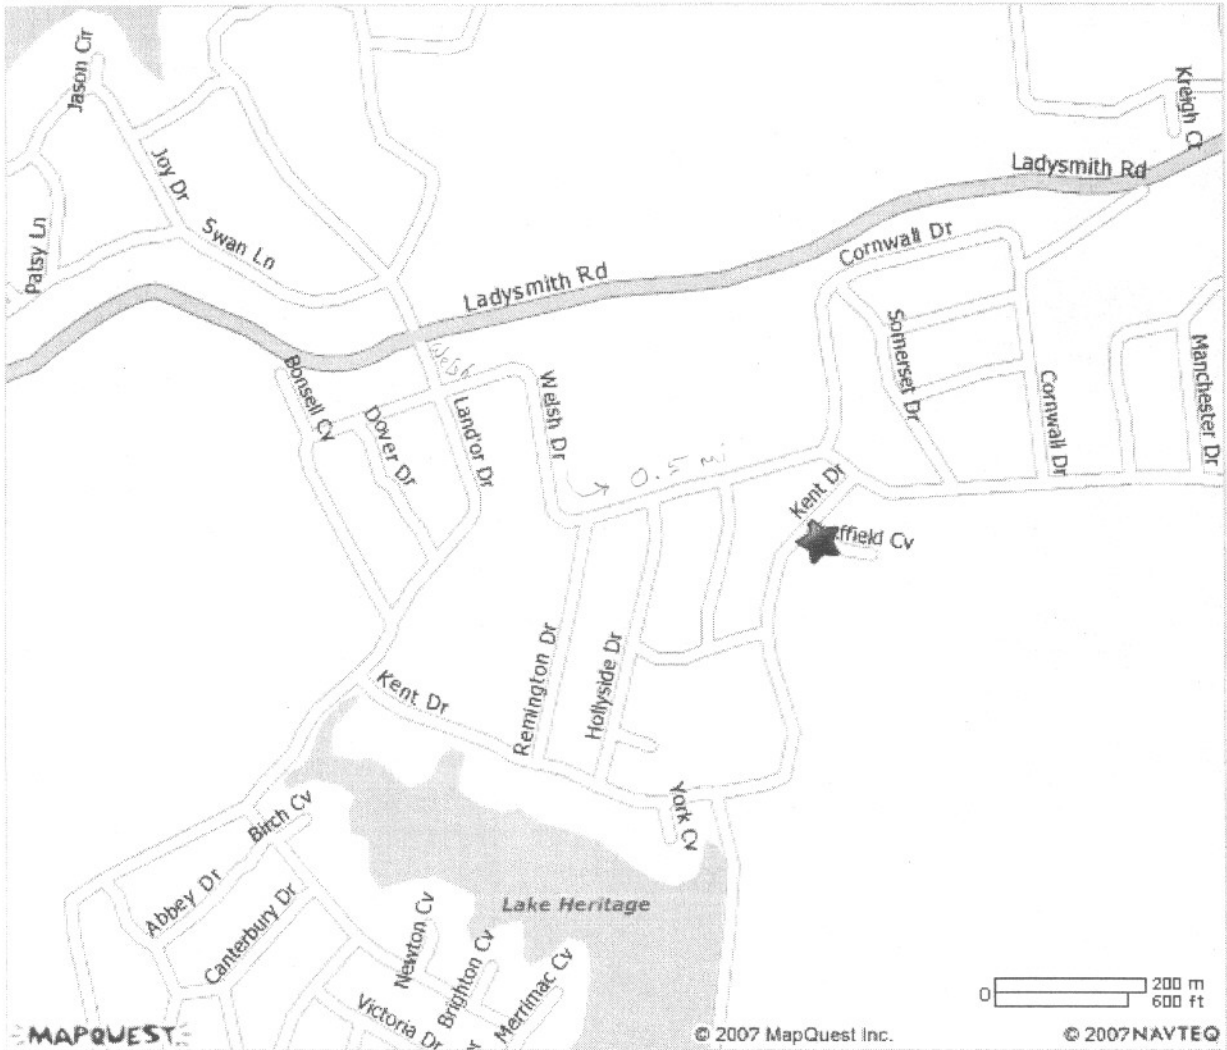 Jason Cir
Kreigh Ct
Joy Dr
Ladysmith Rd
Patsy Ln
Swan Ln
Cornwall Dr
Ladysmith Rd
Welsh
Somerset Dr
Manchester Dr
Bonsell Cv
Dover Dr
Land'or Dr
Welsh Dr
Cornwall Dr
0.5 mi
Kent Dr
ffield Cv
Remington Dr
Hollyside Dr
Kent Dr
York Cv
Birch Cv
Abbey Dr
Canterbury Dr
Lake Heritage
Newton Cv
Brighton Cv
Merrimac Cv
Victoria Dr
er
0
200 m
600 ft
MAPQUEST
© 2007 MapQuest Inc.
© 2007 NAVTEQ